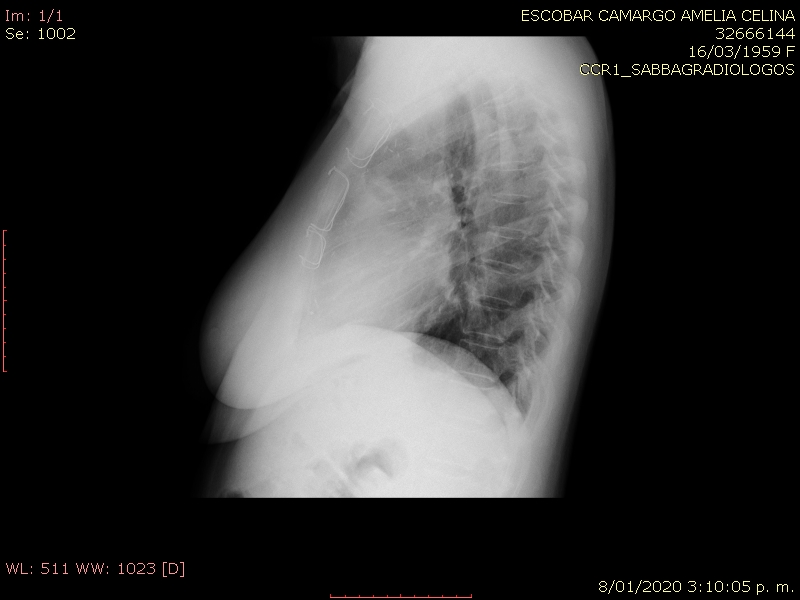 Im: 1/1
Se: 1002
ESCOBAR CAMARGO AMELIA CELINA
32666144
16/03/1959 F
CCR1_SABBAGRADIOLOGOS
WL: 511 WW: 1023 [D]
8/01/2020 3:10:05 p. m.